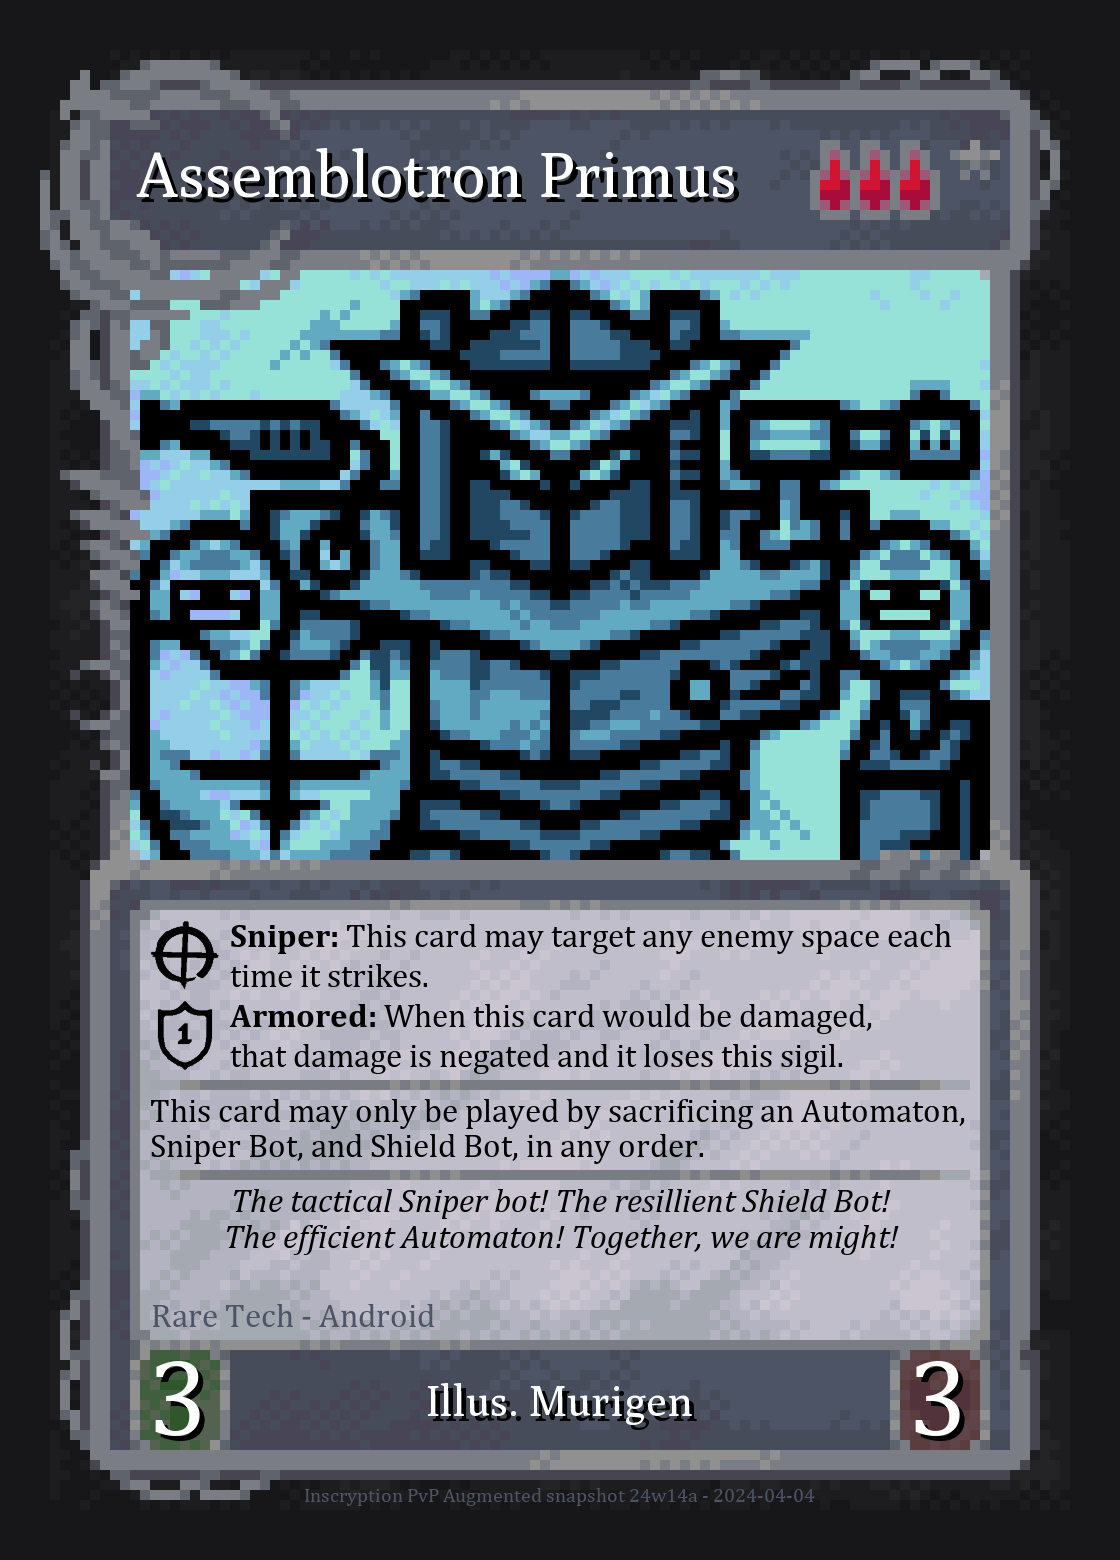 Assemblotron Primus
Sniper: This card may target any enemy space each
time it strikes.
1
Armored: When this card would be damaged,
that damage is negated and it loses this sigil.
This card may only be played by sacrificing an Automaton,
Sniper Bot, and Shield Bot, in any order.
The tactical Sniper bot! The resillient Shield Bot!
The efficient Automaton! Together, we are might!
Rare Tech - Android
3
Illus. Murigen
3
Inscryption PvP Augmented snapshot 24w14a - 2024-04-04